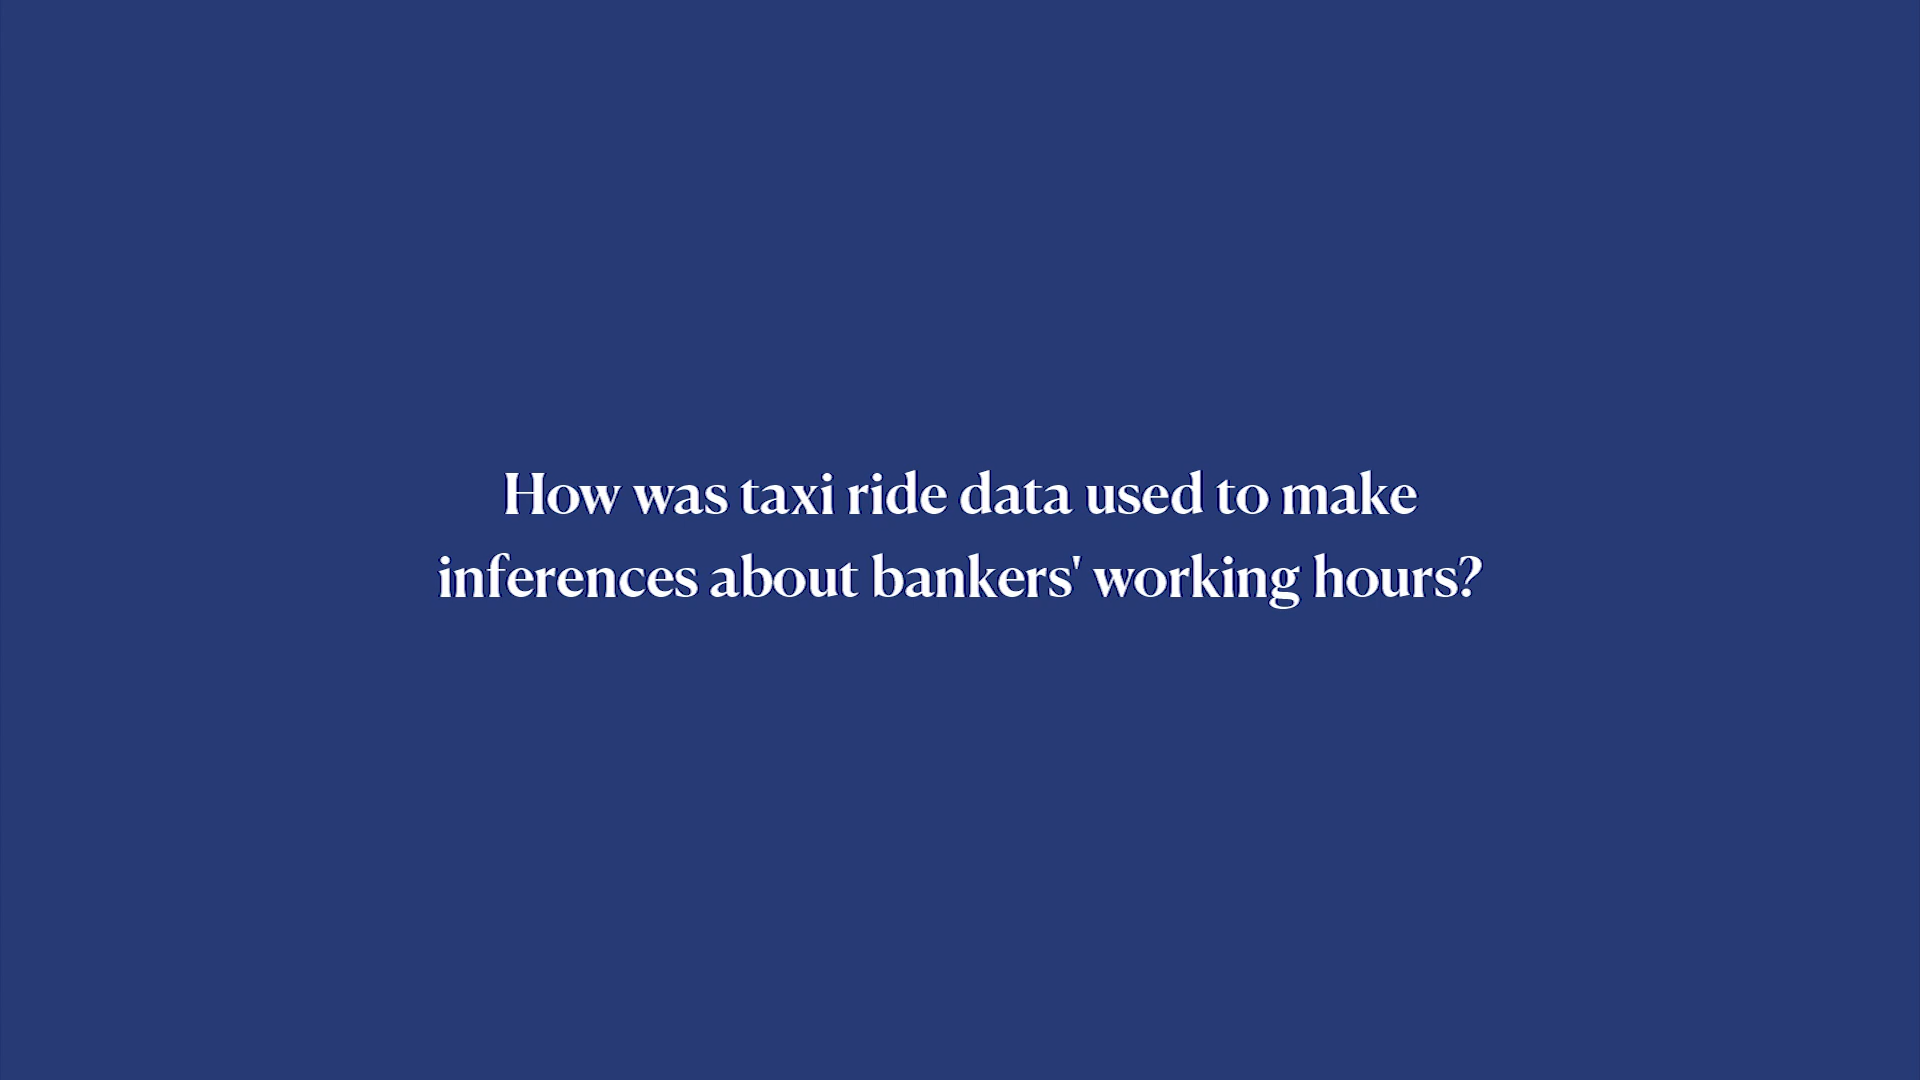 How was taxi ride data used to make
inferences about bankers' working hours?